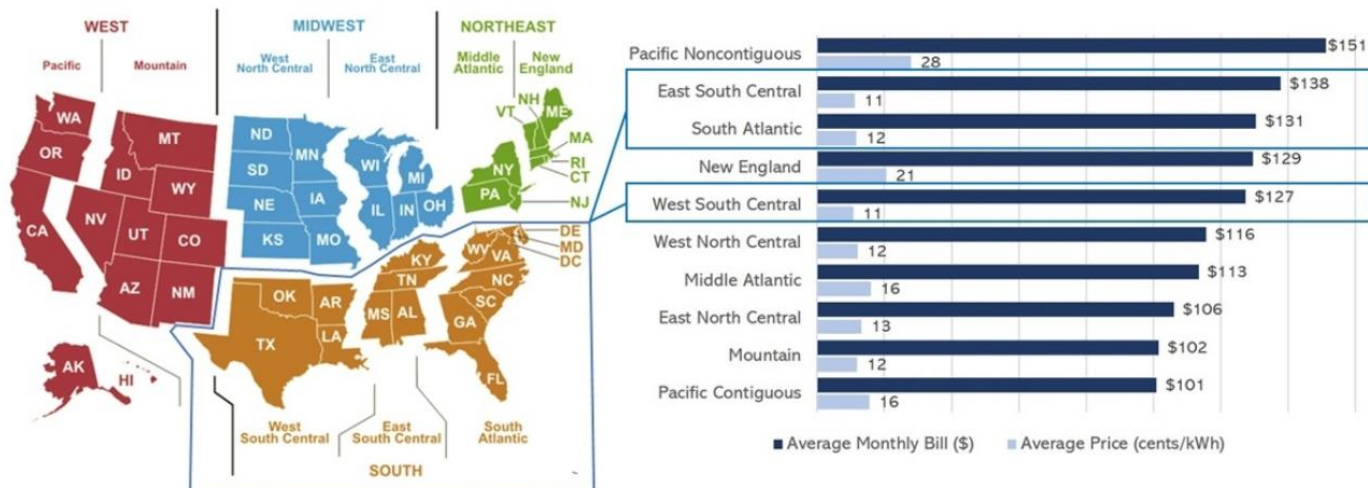 WEST
MIDWEST
NORTHEAST
Pacific
Mountain
West
North Central
East
North Central
Middle
Atlantic
New
England
WA
OR
CA
MT
ID
WY
NV
UT
CO
AZ
NM
AK
HI
ND
SD
NE
KS
MN
IA
MO
WI
IL
MI
IN
OH
NH
VT
ME
MA
RI
CT
NY
PA
NJ
DE
MD
DC
WV
VA
KY
TN
NC
SC
OK
AR
MS
AL
GA
TX
LA
FL
West
South Central
East
South Central
South
Atlantic
SOUTH
Pacific Noncontiguous
$151
28
East South Central
$138
11
South Atlantic
$131
12
New England
$129
21
West South Central
$127
11
West North Central
$116
12
Middle Atlantic
$113
16
East North Central
$106
13
Mountain
$102
12
Pacific Contiguous
$101
16
Average Monthly Bill ($)
Average Price (cents/kWh)